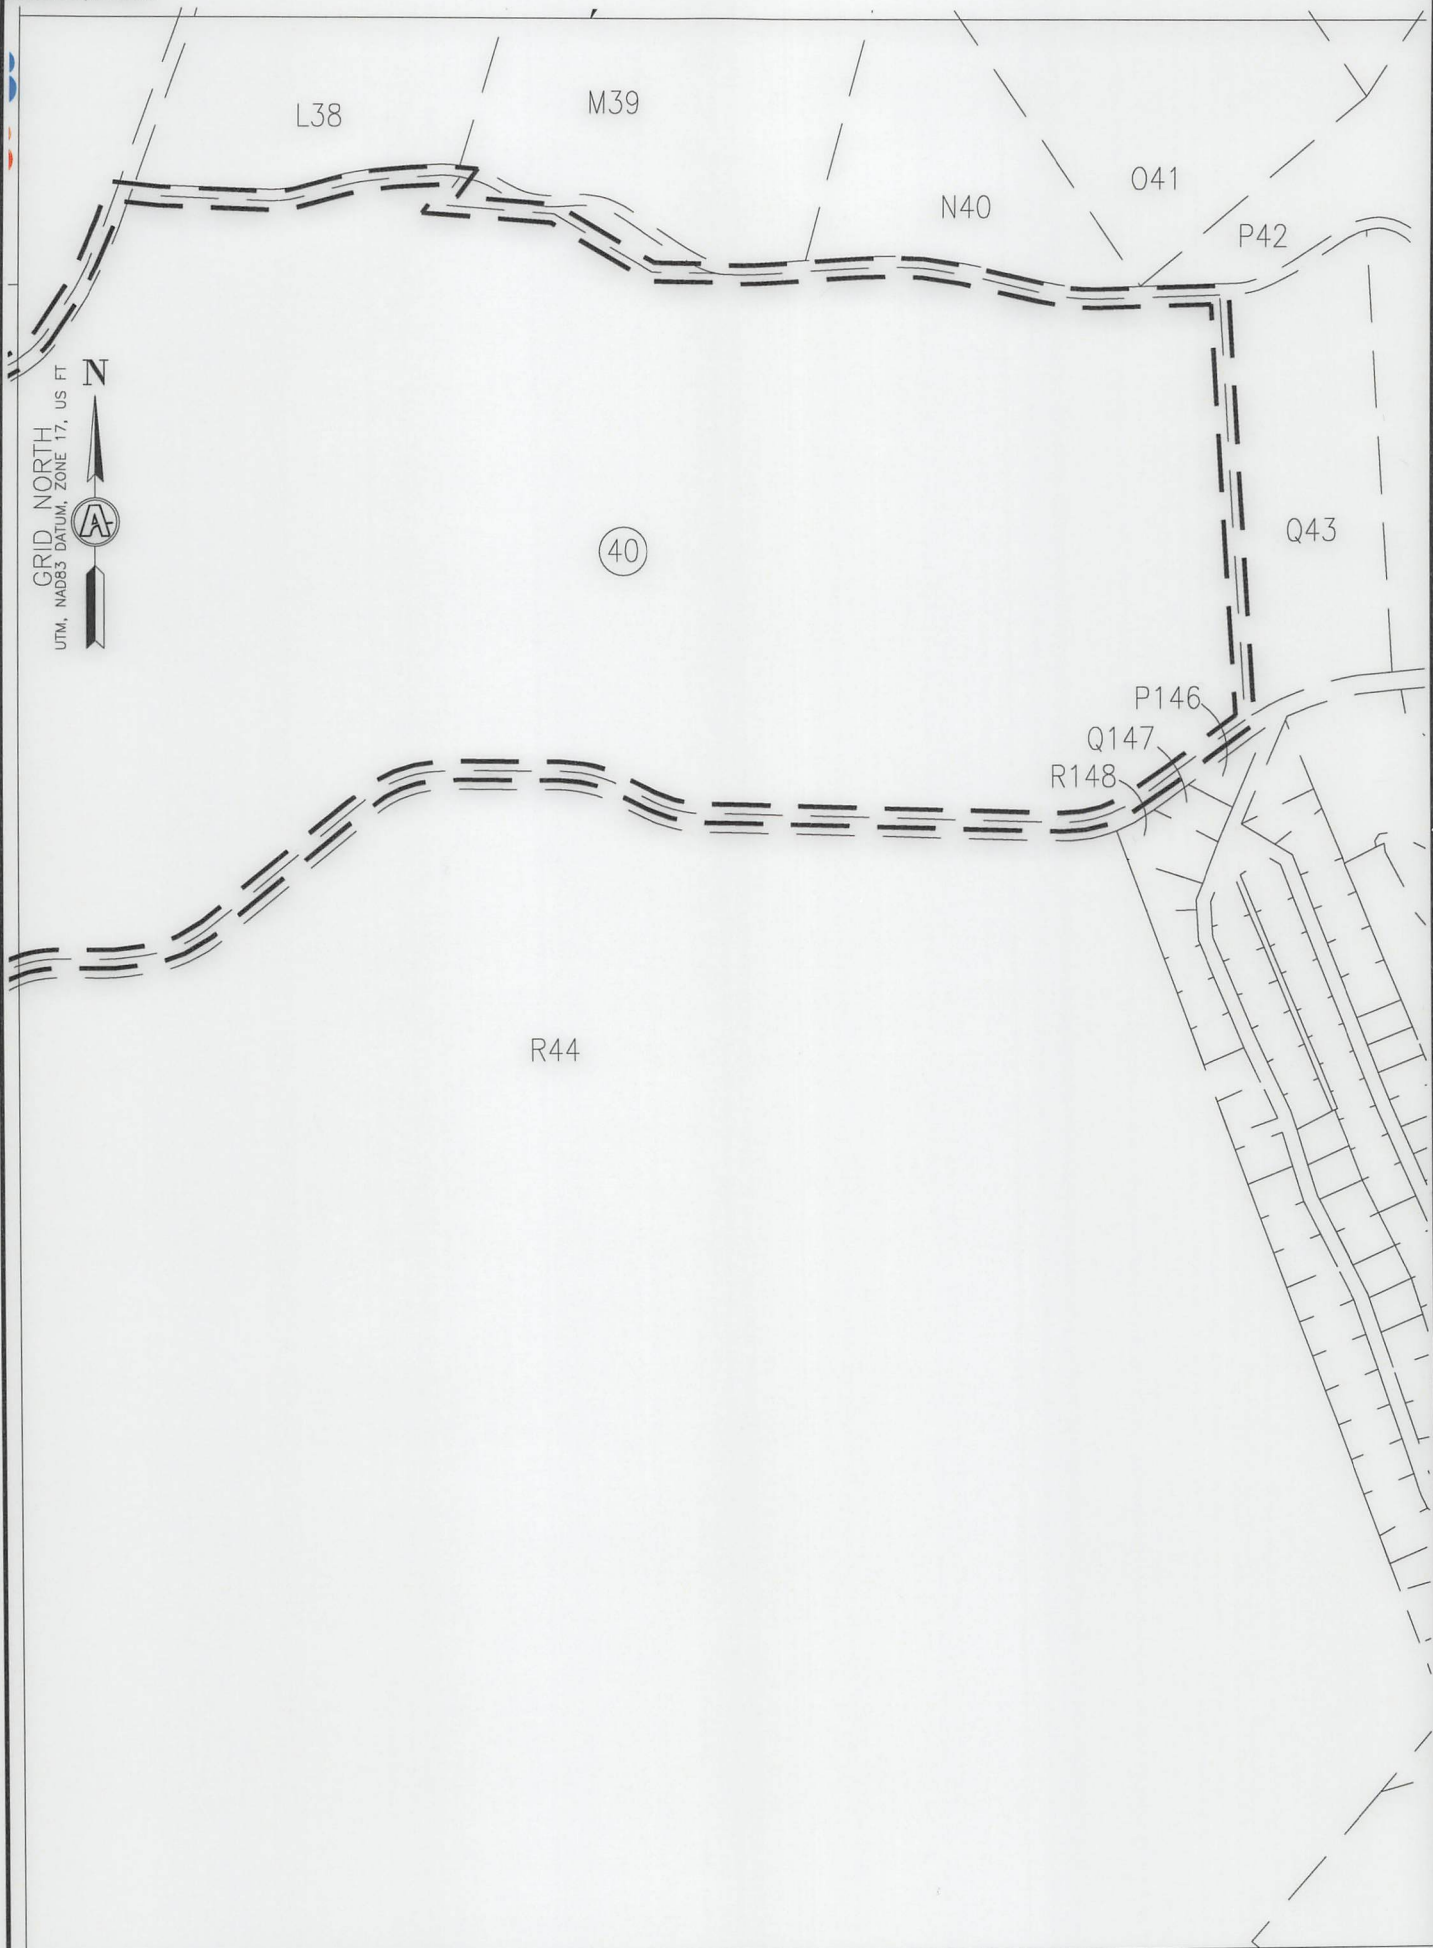 L38
M39
N40
O41
P42
N
GRID NORTH
UTM, NAD83 DATUM, ZONE 17, US FT
A
40
Q43
P146
Q147
R148
R44